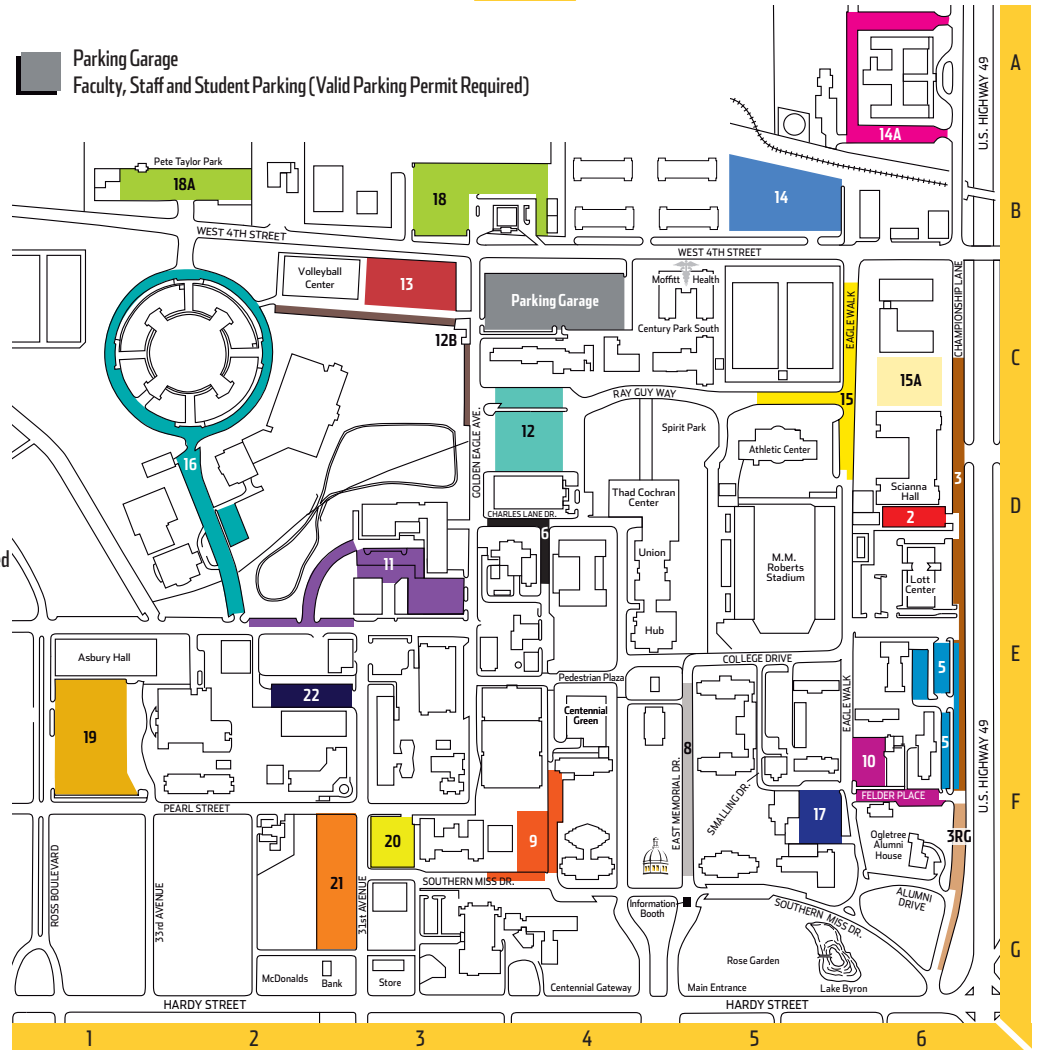 Parking Garage
Faculty, Staff and Student Parking (Valid Parking Permit Required)
A
U.S. HIGHWAY 49
14A
Pete Taylor Park
18A
18
14
B
WEST 4TH STREET
WEST 4TH STREET
Volleyball
Center
13
Parking Garage
Moffitt Health
Century Park South
EAGLE WALK
CHAMPIONSHIP LANE
12B
C
15A
RAY GUY WAY
15
12
Spirit Park
Athletic Center
GOLDEN EAGLE AVE.
16
Thad Cochran
Center
Scianna
Hall
3
D
CHARLES LANE DR.
2
6
Union
M.M.
Roberts
Stadium
11
Lott
Center
Hub
Asbury Hall
COLLEGE DRIVE
E
5
Pedestrian Plaza
EAGLE WALK
22
Centennial
Green
19
8
5
10
U.S. HIGHWAY 49
EAST MEMORIAL DR.
SMALLING DR.
FELDER PLACE
F
PEARL STREET
17
20
9
Ogletree
Alumni
House
3RG
ROSS BOULEVARD
33rd AVENUE
21
31st AVENUE
SOUTHERN MISS DR.
ALUMNI
DRIVE
Information
Booth
SOUTHERN MISS DR.
G
Rose Garden
McDonalds
Bank
Store
Centennial Gateway
Main Entrance
Lake Byron
HARDY STREET
HARDY STREET
1
2
3
4
5
6